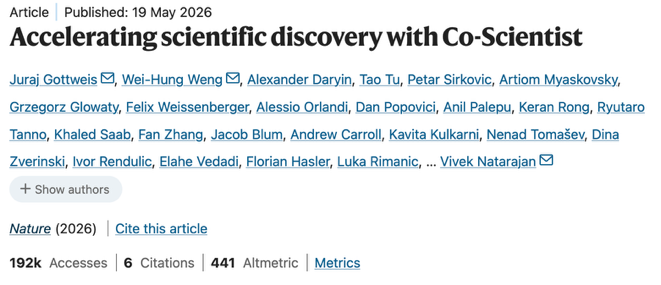 Article | Published: 19 May 2026
Accelerating scientific discovery with Co-Scientist
Juraj Gottweis, Wei-Hung Weng, Alexander Daryin, Tao Tu, Petar Sirkovic, Artiom Myaskovsky,
Grzegorz Glowaty, Felix Weissenberger, Alessio Orlandi, Dan Popovici, Anil Palepu, Keran Rong, Ryutaro
Tanno, Khaled Saab, Fan Zhang, Jacob Blum, Andrew Carroll, Kavita Kulkarni, Nenad Tomašev, Dina
Zverinski, Ivor Rendulic, Elahe Vedadi, Florian Hasler, Luka Rimanic, ... Vivek Natarajan
+ Show authors
Nature (2026) | Cite this article
192k Accesses | 6 Citations | 441 Altmetric | Metrics